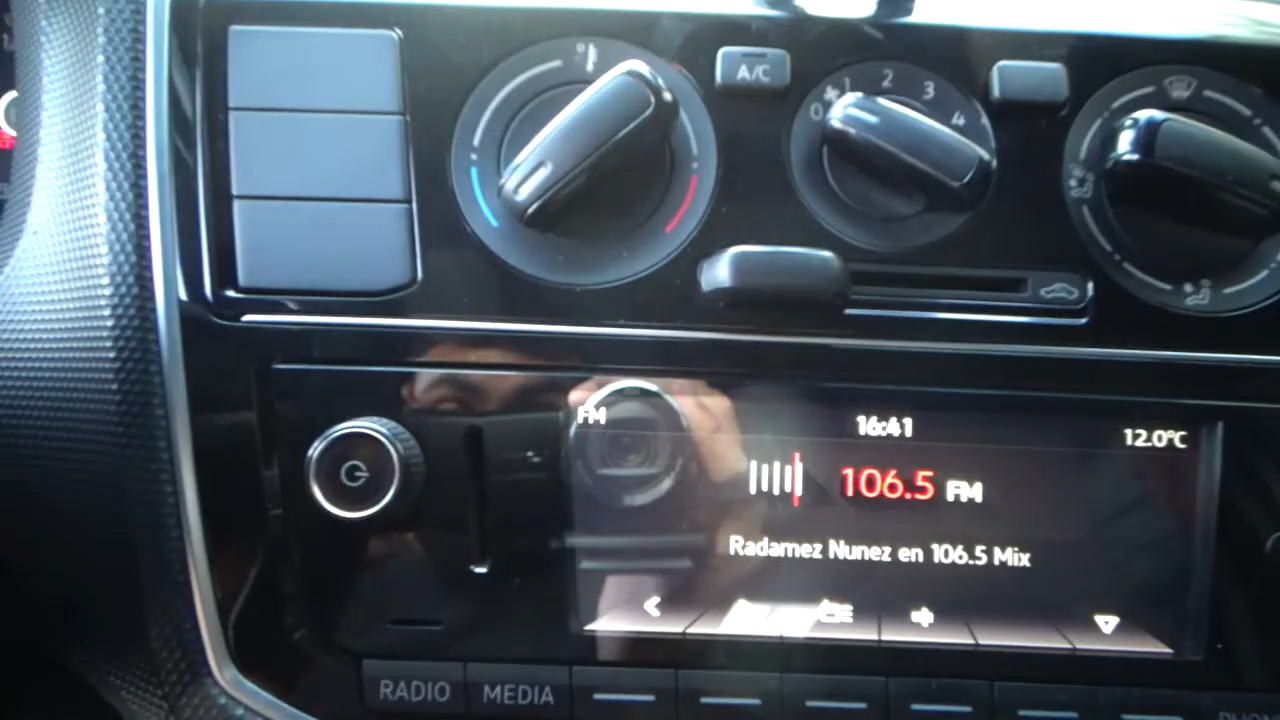 A/C
0 1 2 3 4
FM 16:41 12.0°C
106.5 FM
Radamez Nunez en 106.5 Mix
RADIO MEDIA